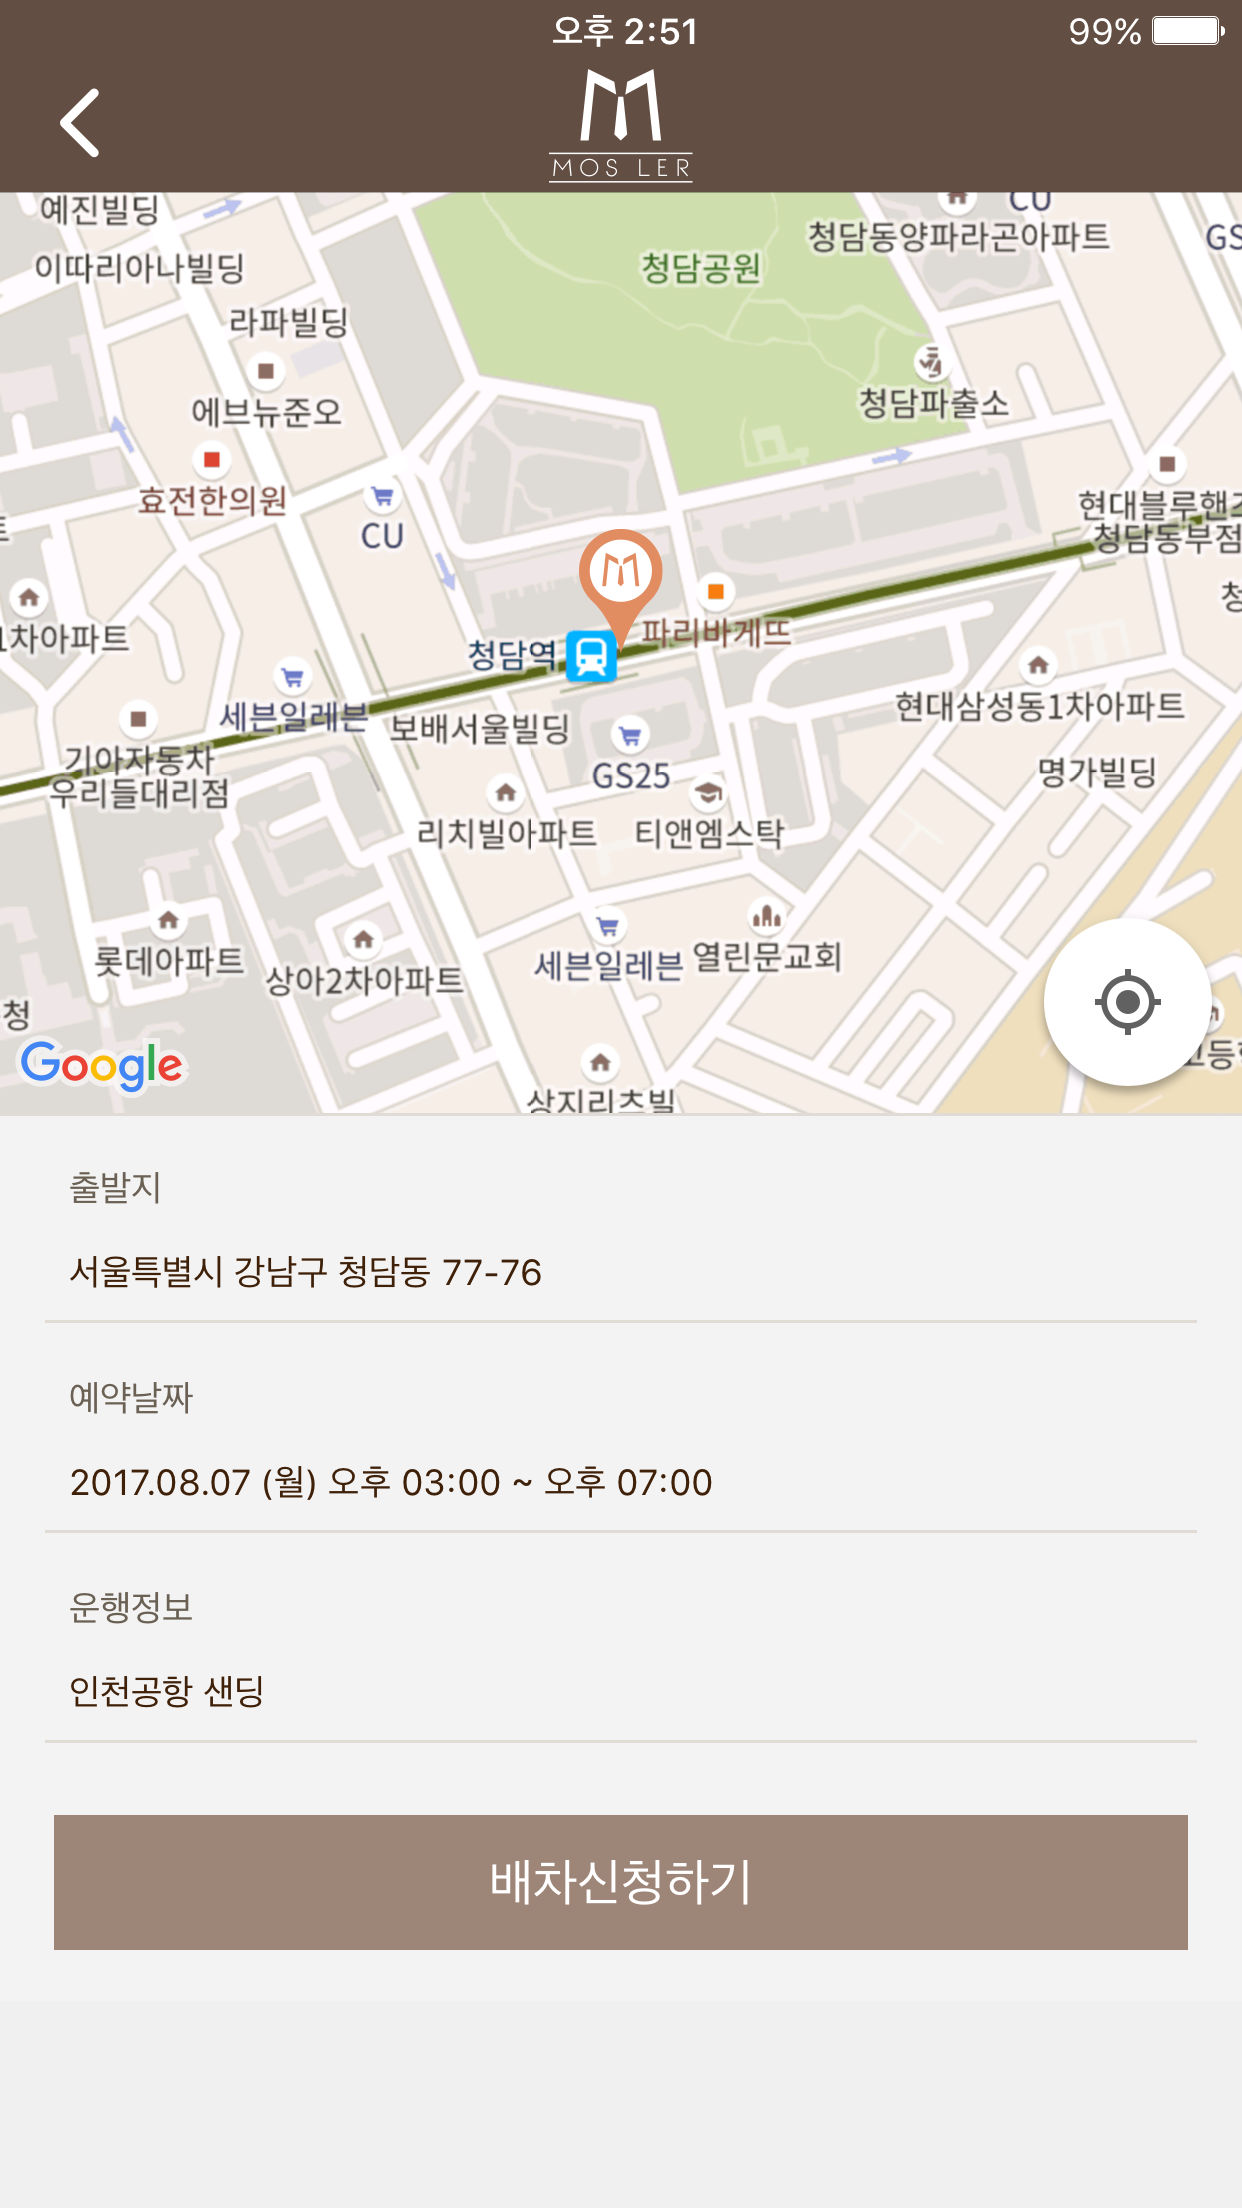 오후 2:51
99%
MOS LER
예진빌딩
CU
청담동양파라곤아파트
GS
이따리아나빌딩
청담공원
라파빌딩
에브뉴준오
청담파출소
효전한의원
CU
현대블루핸즈
청담동부점
1차아파트
파리바게뜨
청담역
세븐일레븐
보배서울빌딩
현대삼성동1차아파트
기아자동차
우리들대리점
GS25
명가빌딩
리치빌아파트
티앤엠스탁
롯데아파트
상아2차아파트
세븐일레븐
열린문교회
청
Google
상지리츠빌
출발지
서울특별시 강남구 청담동 77-76
예약날짜
2017.08.07 (월) 오후 03:00 ~ 오후 07:00
운행정보
인천공항 샌딩
배차신청하기